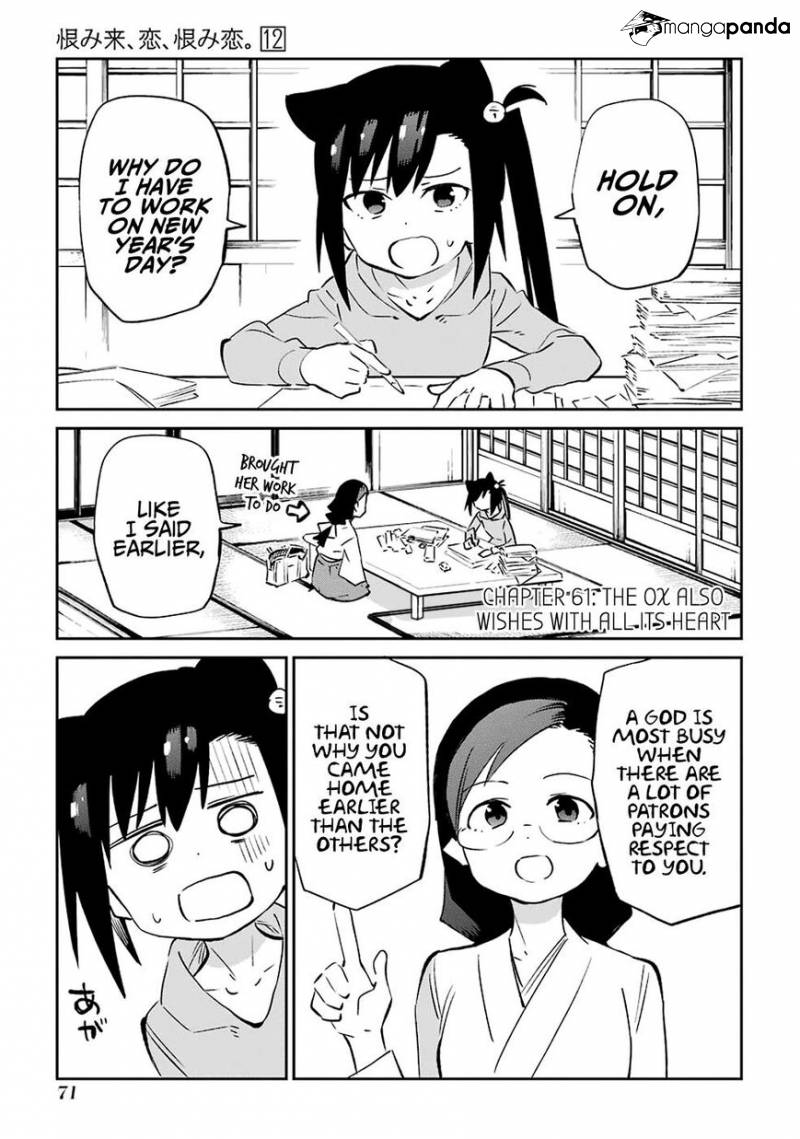 恨み来、恋、恨み恋。12
mangapanda
HOLD
ON,
WHY DO
I HAVE
TO WORK
ON NEW
YEAR'S
DAY?
BROUGHT
HER WORK
TO DO
LIKE
I SAID
EARLIER,
CHAPTER 61: THE OX ALSO
WISHES WITH ALL ITS HEART
A GOD IS
MOST BUSY
WHEN
THERE ARE
A LOT OF
PATRONS
PAYING
RESPECT
TO YOU.
IS
THAT NOT
WHY YOU
CAME
HOME
EARLIER
THAN THE
OTHERS?
あが
71